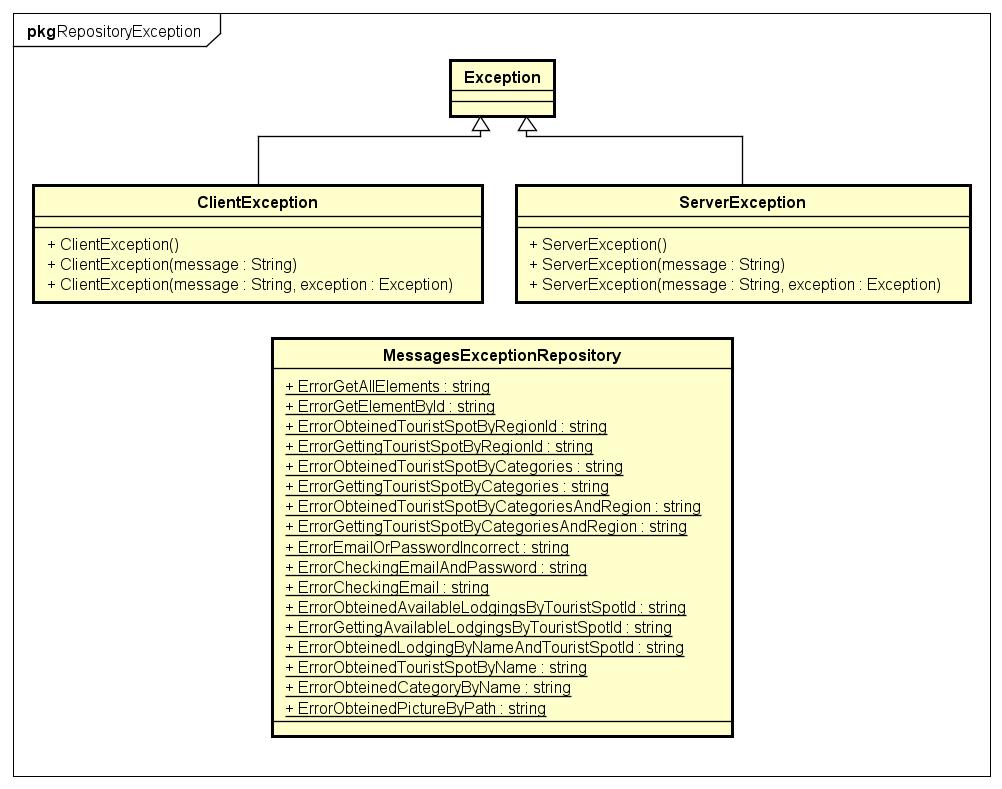 pkg RepositoryException
Exception
ClientException
+ ClientException()
+ ClientException(message : String)
+ ClientException(message : String, exception : Exception)
ServerException
+ ServerException()
+ ServerException(message : String)
+ ServerException(message : String, exception : Exception)
MessagesExceptionRepository
+ ErrorGetAllElements : string
+ ErrorGetElementById : string
+ ErrorObteinedTouristSpotByRegionId : string
+ ErrorGettingTouristSpotByRegionId : string
+ ErrorObteinedTouristSpotByCategories : string
+ ErrorGettingTouristSpotByCategories : string
+ ErrorObteinedTouristSpotByCategoriesAndRegion : string
+ ErrorGettingTouristSpotByCategoriesAndRegion : string
+ ErrorEmailOrPasswordIncorrect : string
+ ErrorCheckingEmailAndPassword : string
+ ErrorCheckingEmail : string
+ ErrorObteinedAvailableLodgingsByTouristSpotId : string
+ ErrorGettingAvailableLodgingsByTouristSpotId : string
+ ErrorObteinedLodgingByNameAndTouristSpotId : string
+ ErrorObteinedTouristSpotByName : string
+ ErrorObteinedCategoryByName : string
+ ErrorObteinedPictureByPath : string